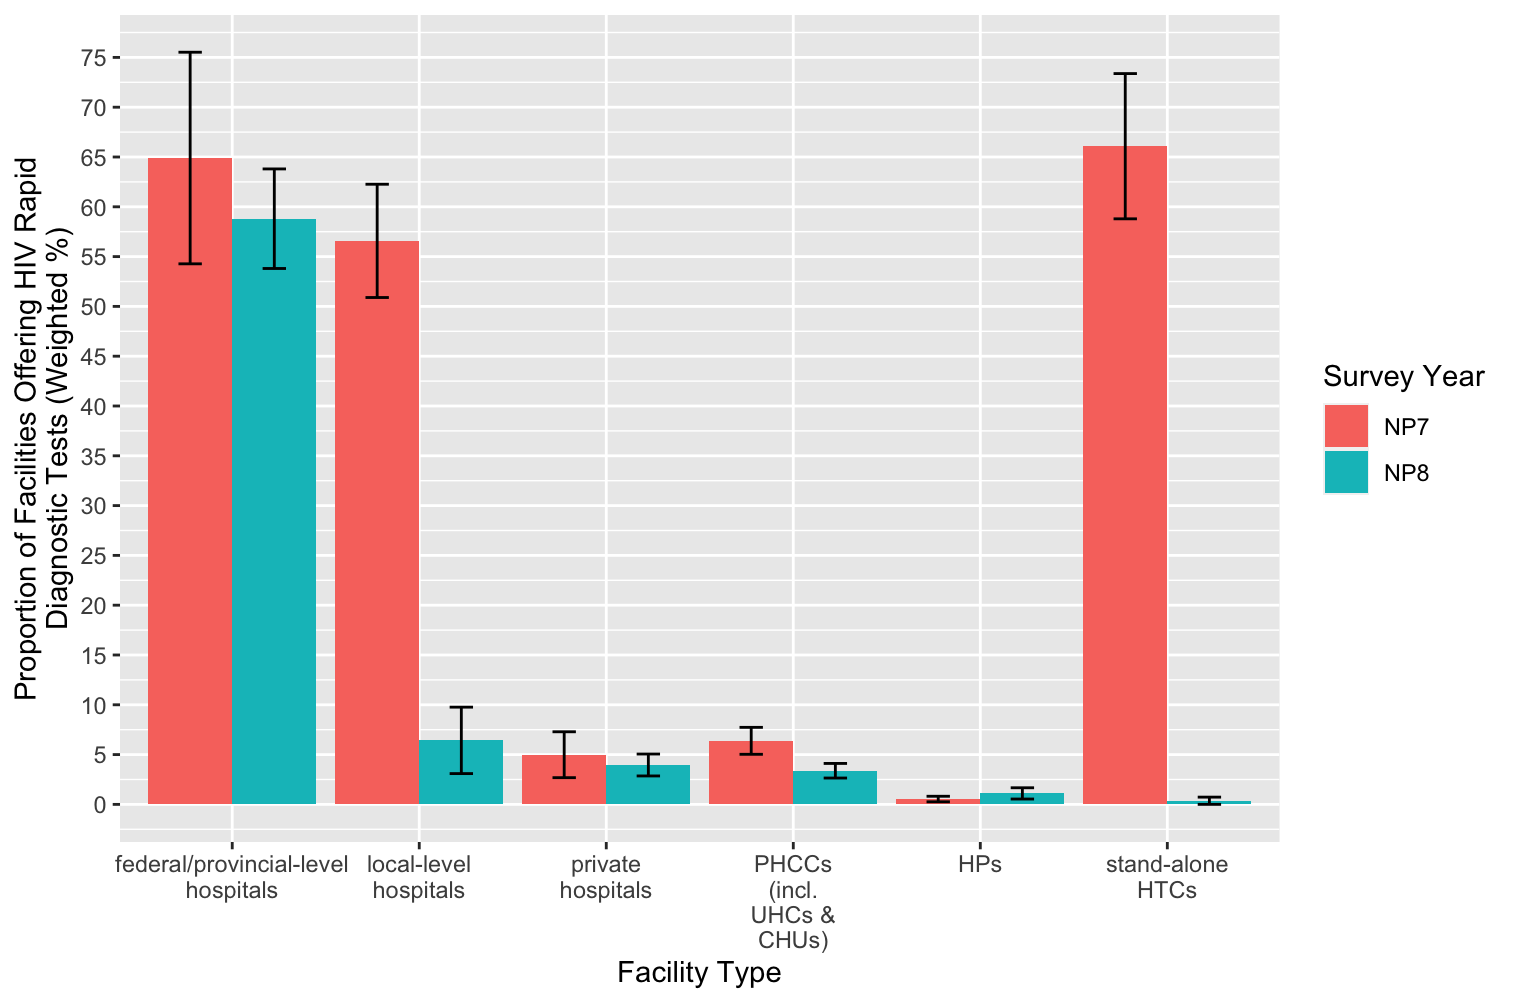 Proportion of Facilities Offering HIV Rapid
Diagnostic Tests (Weighted %)
75
70
65
60
55
50
45
40
35
30
25
20
15
10
5
0
federal/provincial-level
hospitals
local-level
hospitals
private
hospitals
PHCCs
(incl.
UHCs &
CHUs)
HPs
stand-alone
HTCs
Facility Type
Survey Year
NP7
NP8